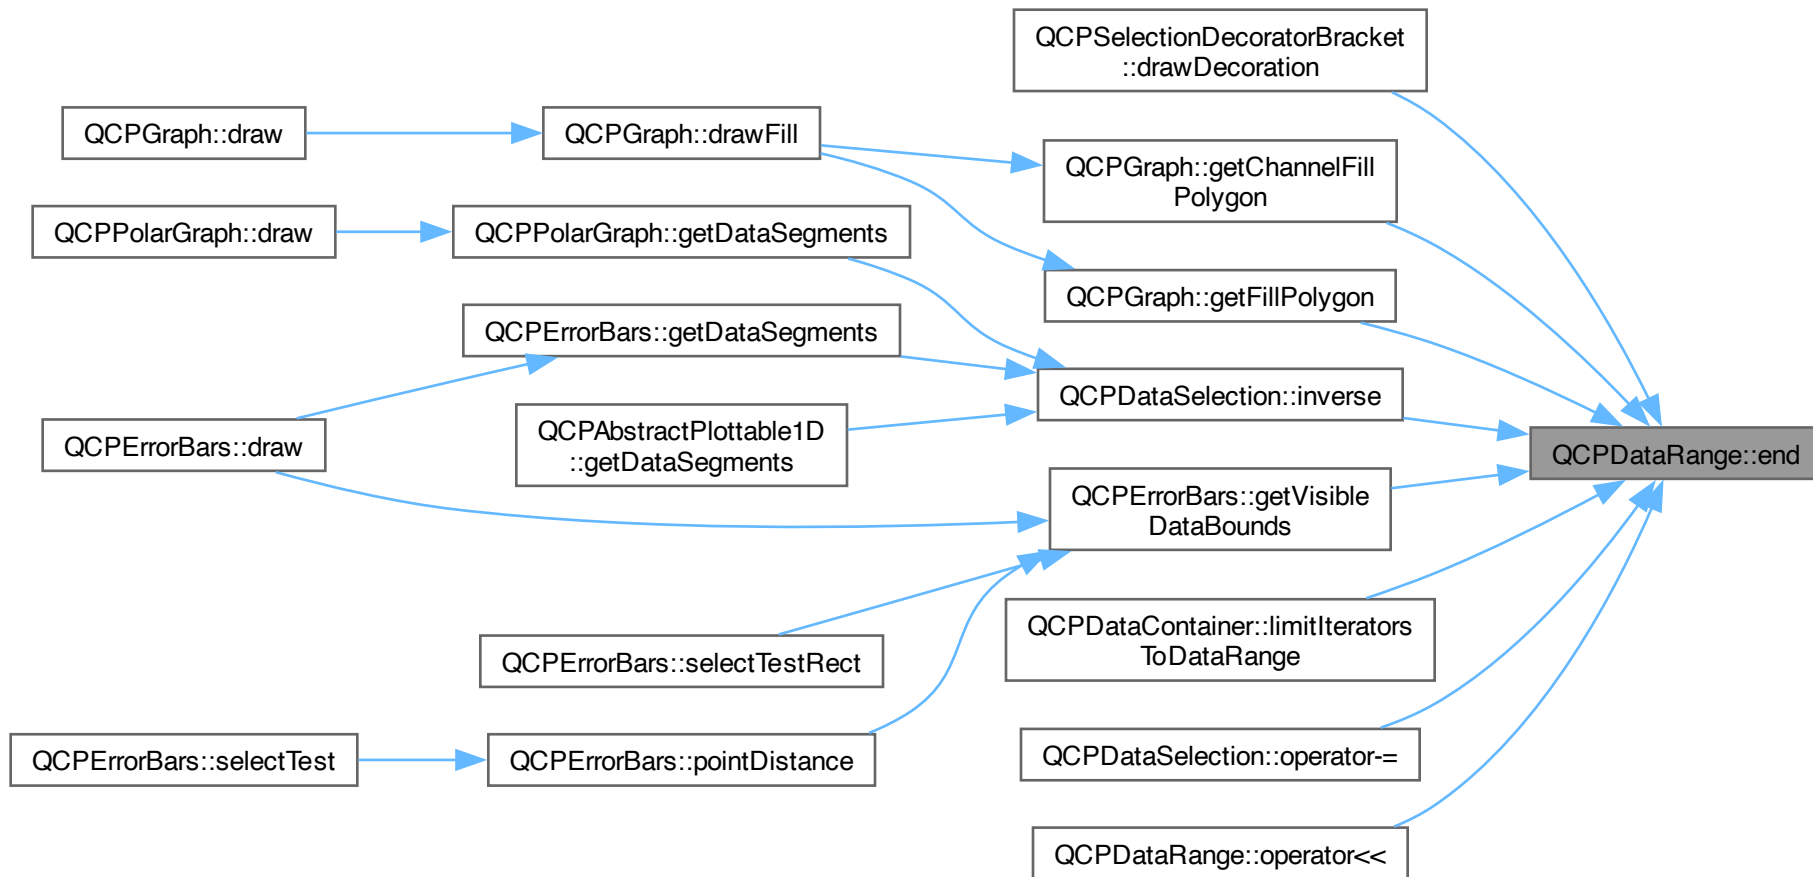 QCPSelectionDecoratorBracket
::drawDecoration
QCPGraph::draw
QCPGraph::drawFill
QCPGraph::getChannelFill
Polygon
QCPPolarGraph::draw
QCPPolarGraph::getDataSegments
QCPGraph::getFillPolygon
QCPErrorBars::getDataSegments
QCPDataSelection::inverse
QCPErrorBars::draw
QCPAbstractPlottable1D
::getDataSegments
QCPDataRange::end
QCPErrorBars::getVisible
DataBounds
QCPDataContainer::limitIterators
ToDataRange
QCPErrorBars::selectTestRect
QCPErrorBars::selectTest
QCPErrorBars::pointDistance
QCPDataSelection::operator-=
QCPDataRange::operator<<